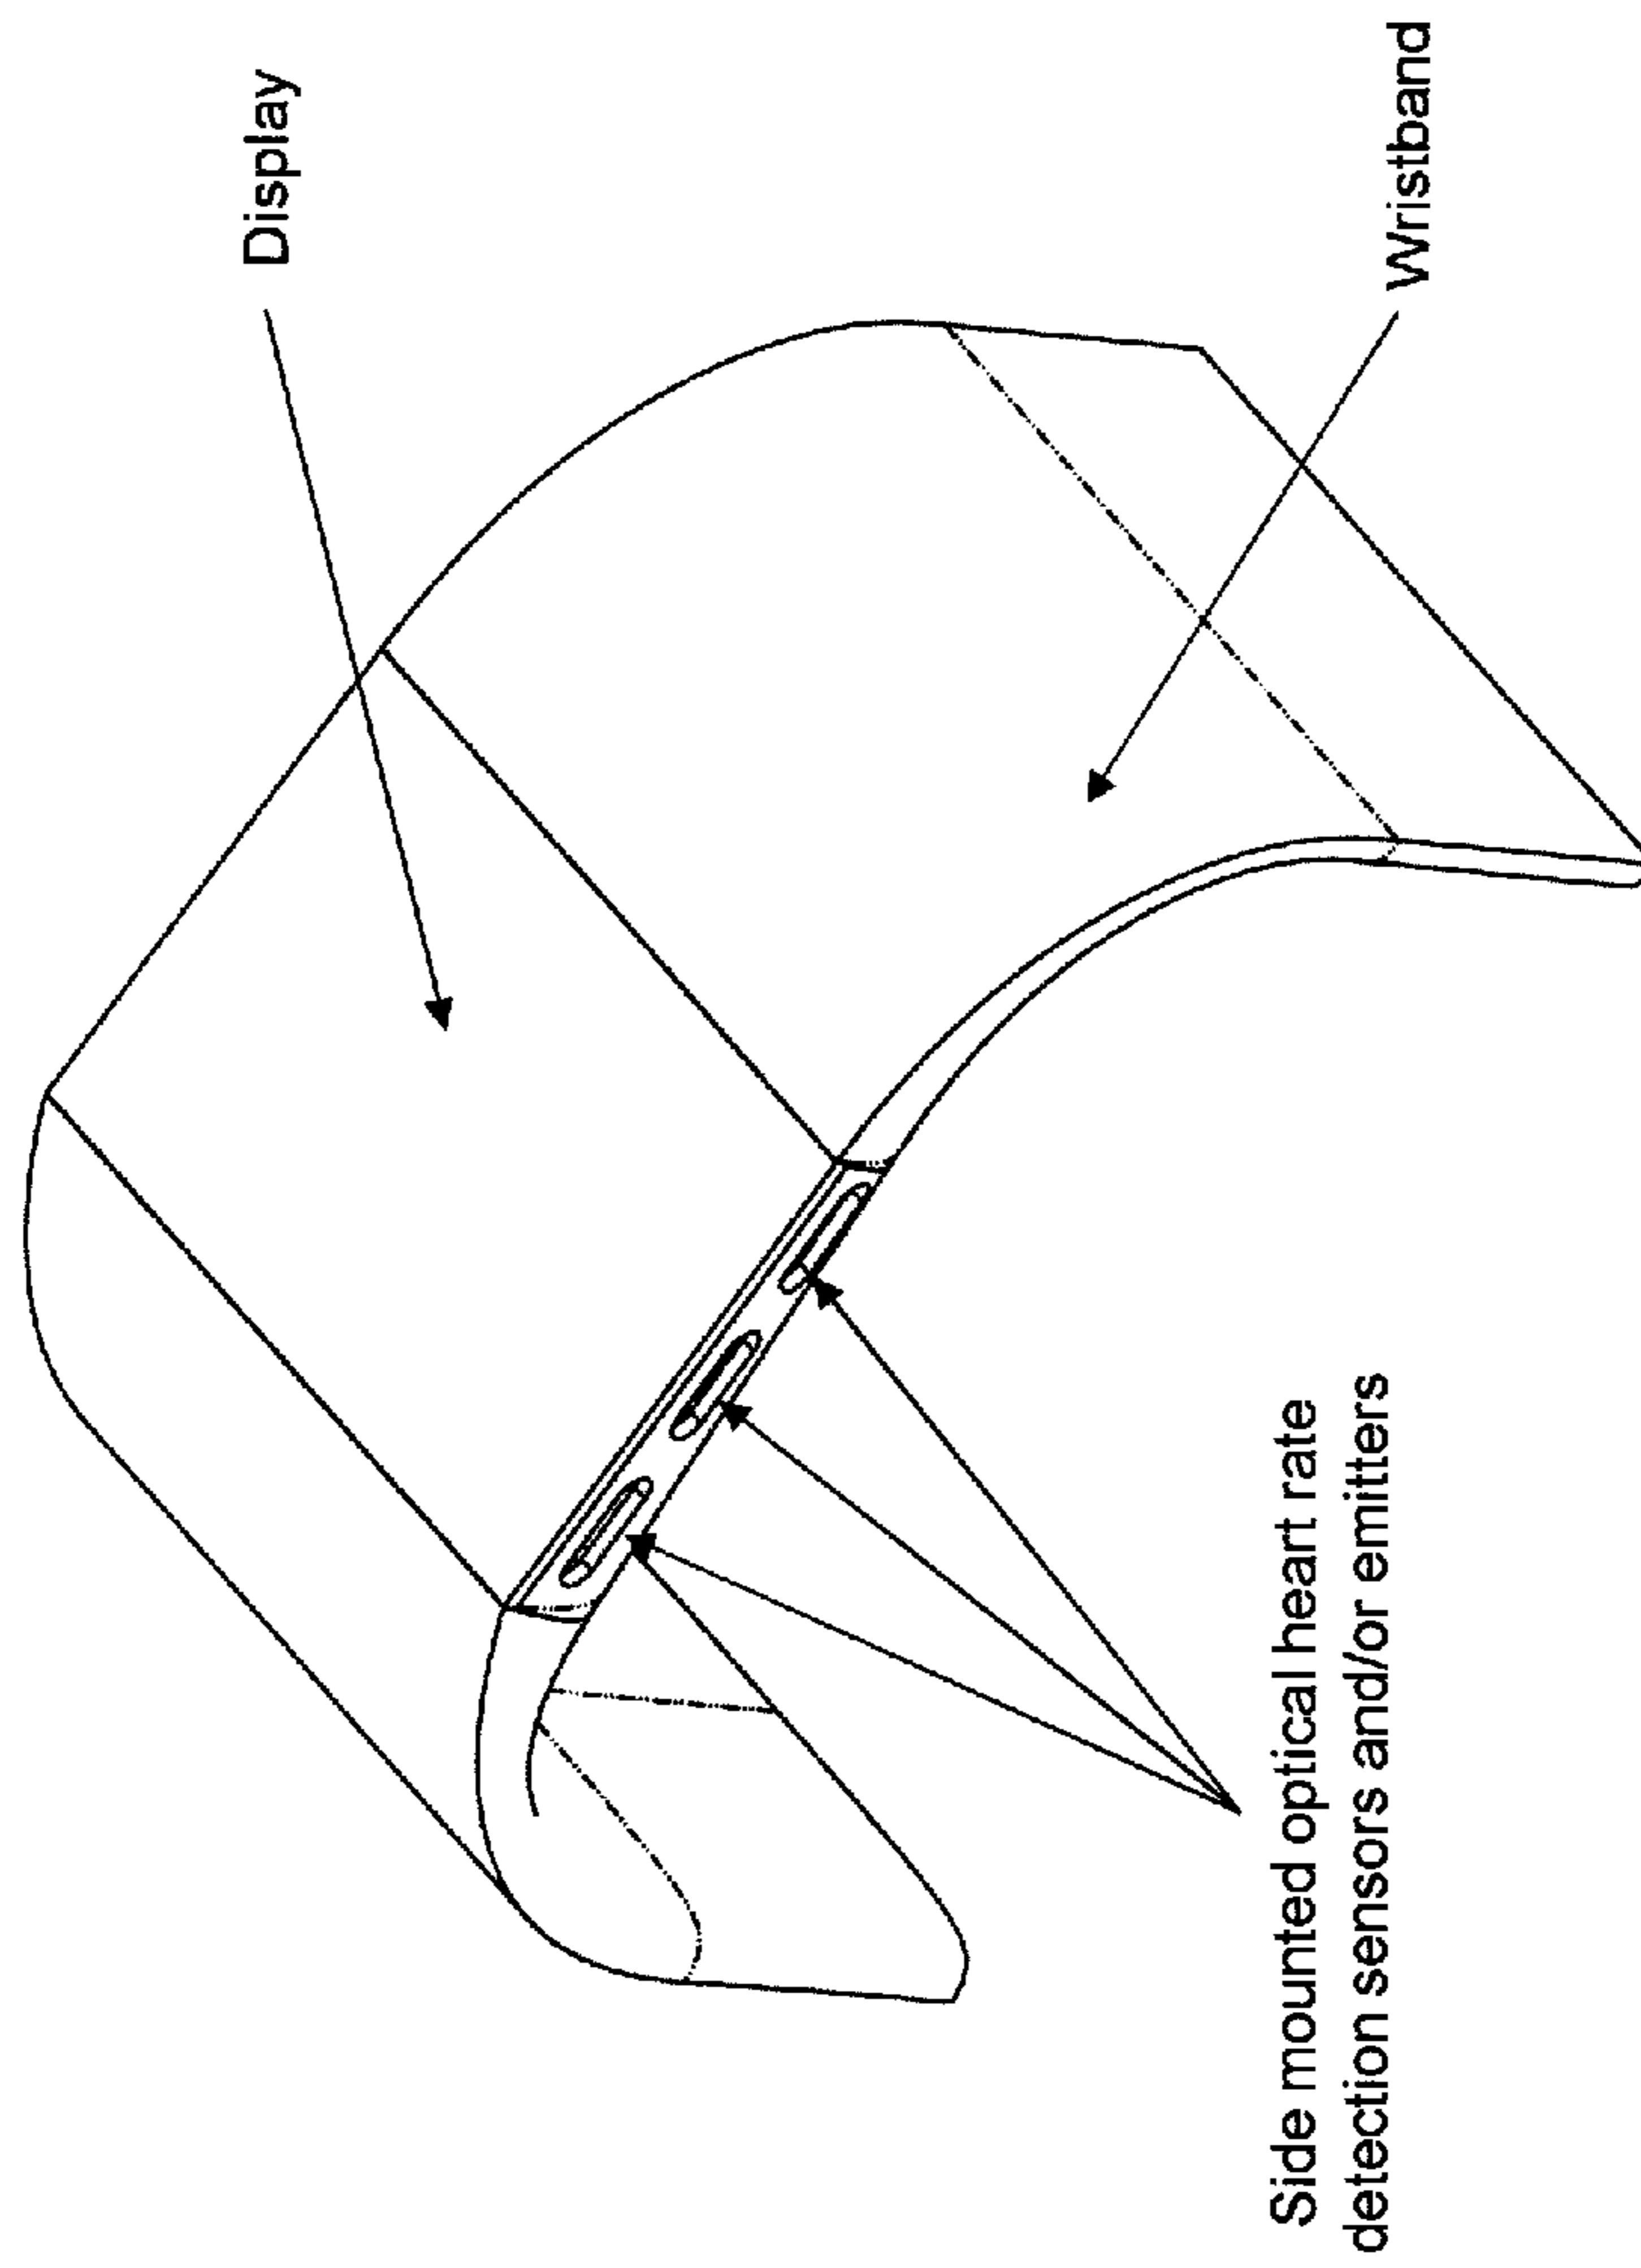 Display
Wristband
Side mounted optical heart rate
detection sensors and/or emitters